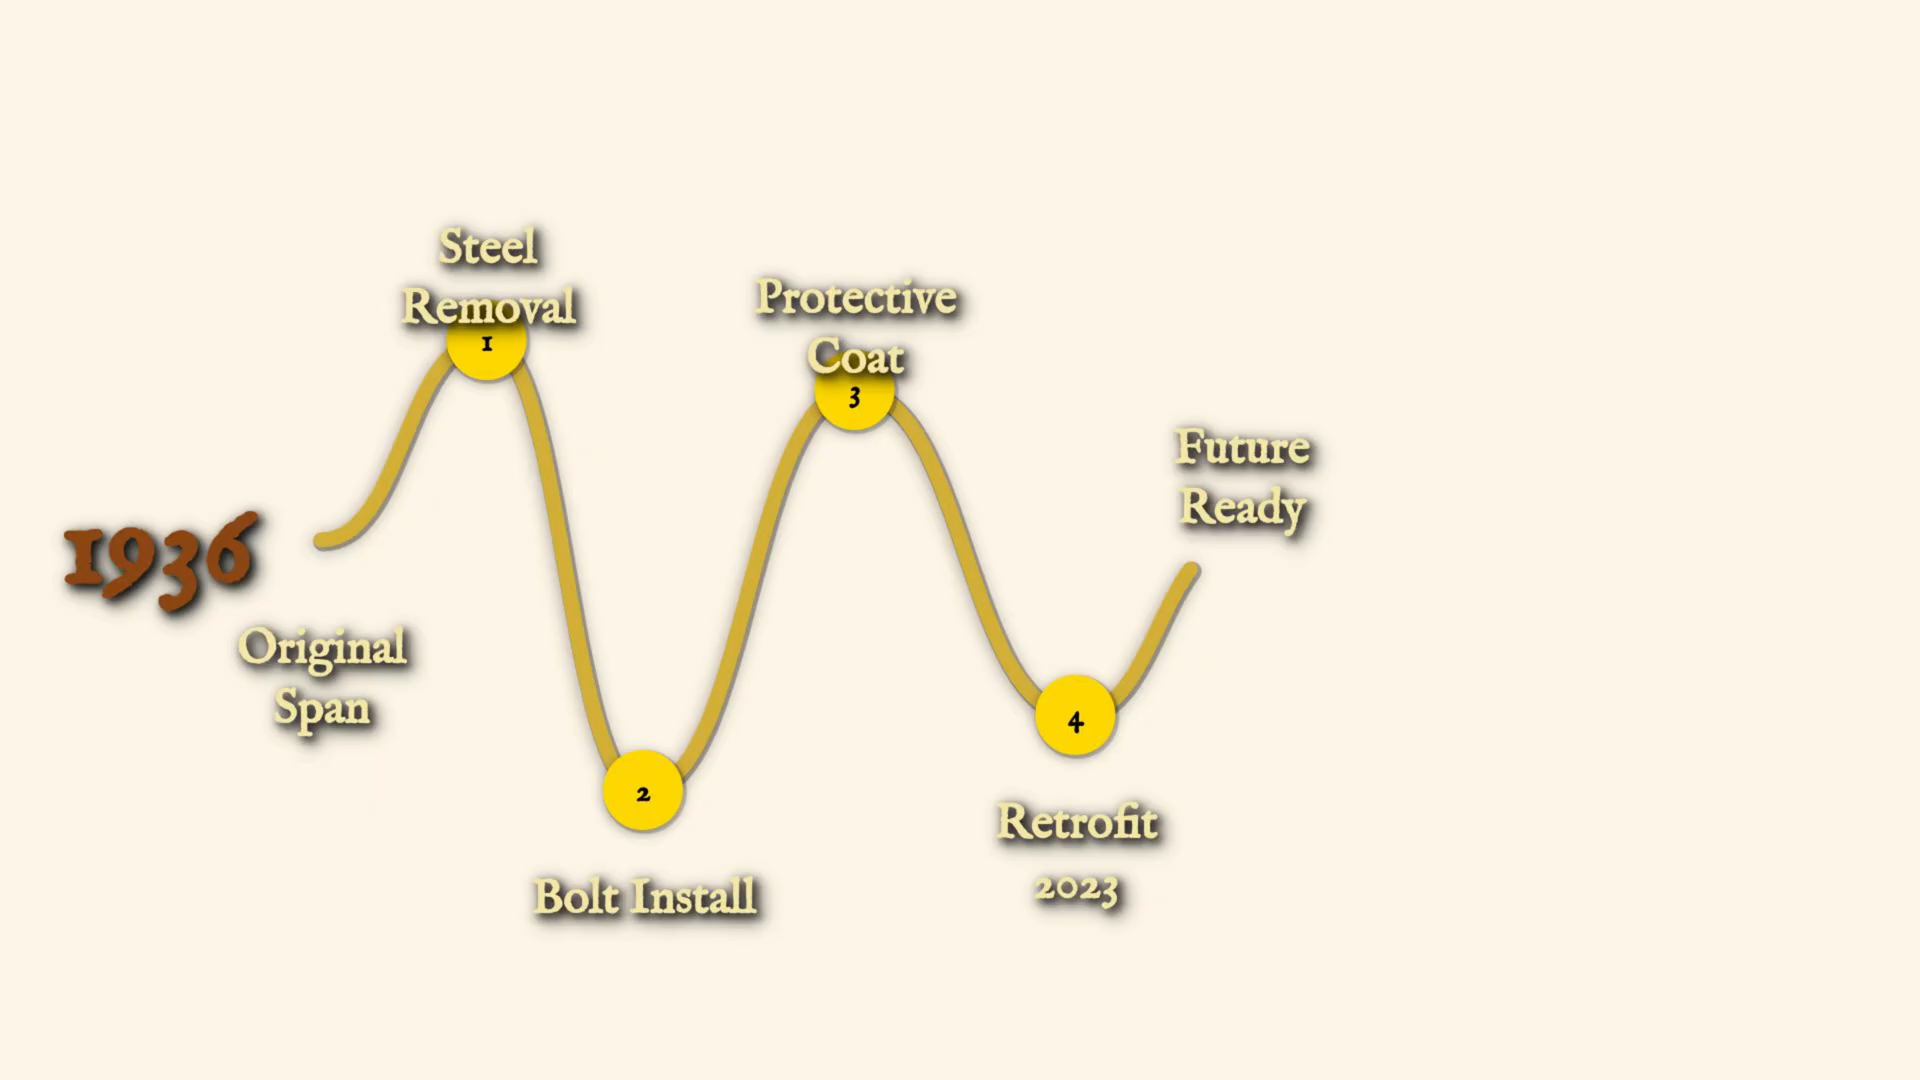 1936
Original
Span
Steel
Removal
1
2
Bolt Install
Protective
Coat
3
4
Retrofit
2023
Future
Ready